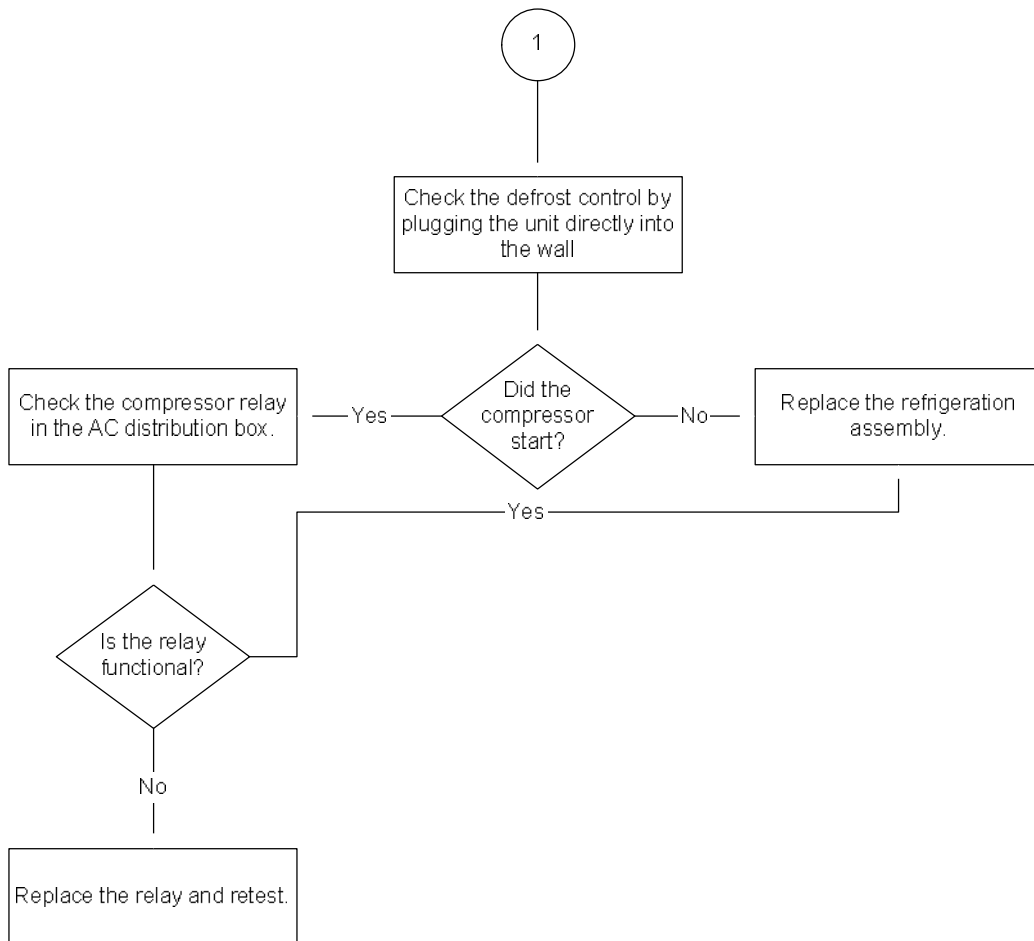 1
Check the defrost control by
plugging the unit directly into
the wall
Did the
compressor
start?
Yes
No
Check the compressor relay
in the AC distribution box.
Replace the refrigeration
assembly.
Yes
Is the relay
functional?
No
Replace the relay and retest.